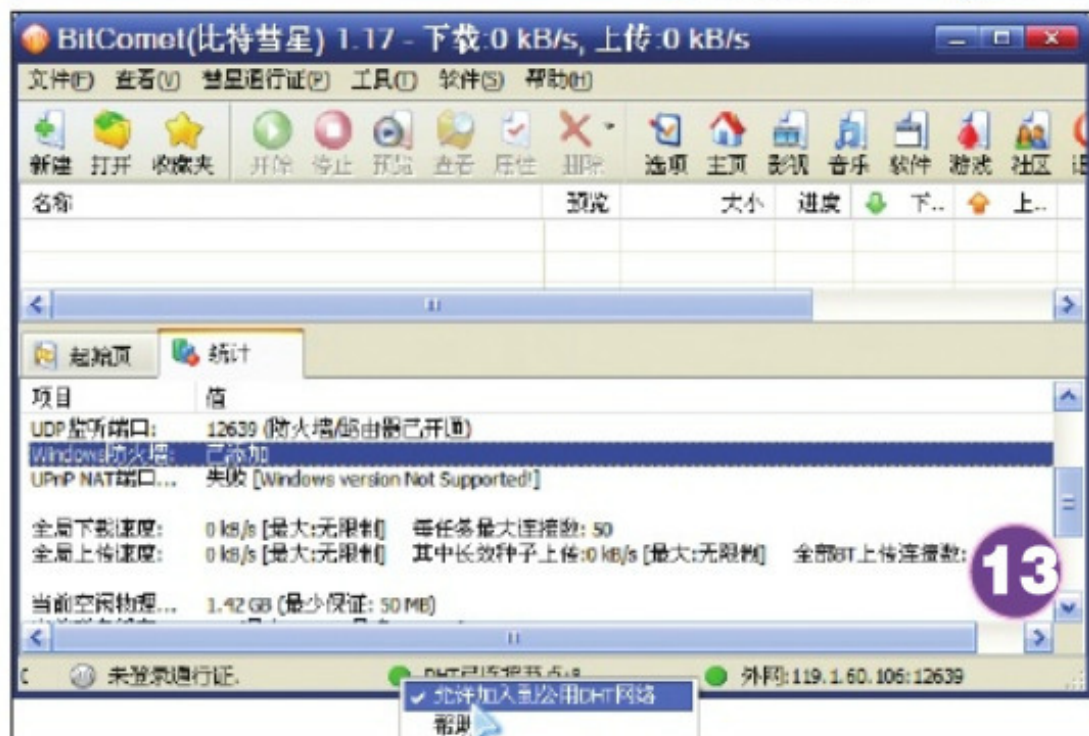 BitComet(比特彗星) 1.17 - 下载:0 kB/s, 上传:0 kB/s
文件(F) 查看(V) 彗星通行证(P) 工具(T) 软件(S) 帮助(H)
新建 打开 收藏夹 开始 停止 预览 查看 属性 删除 选项 主页 影视 音乐 软件 游戏 社区
名称 预览 大小 进度 下.. 上..
起始页 统计
项目 值
UDP监听端口: 12639 (防火墙/路由器已开通)
Windows防火墙: 已添加
UPnP NAT端口... 失败 [Windows version Not Supported!]
全局下载速度: 0 kB/s [最大:无限制] 每任务最大连接数: 50
全局上传速度: 0 kB/s [最大:无限制] 其中长效种子上传:0 kB/s [最大:无限制] 全部BT上传连接数:
13
当前空闲物理... 1.42 GB (最少保证: 50 MB)
未登录通行证. DHT已连接节点:8 外网:119.1.60.106:12639
✓ 允许加入到公用DHT网络
帮助